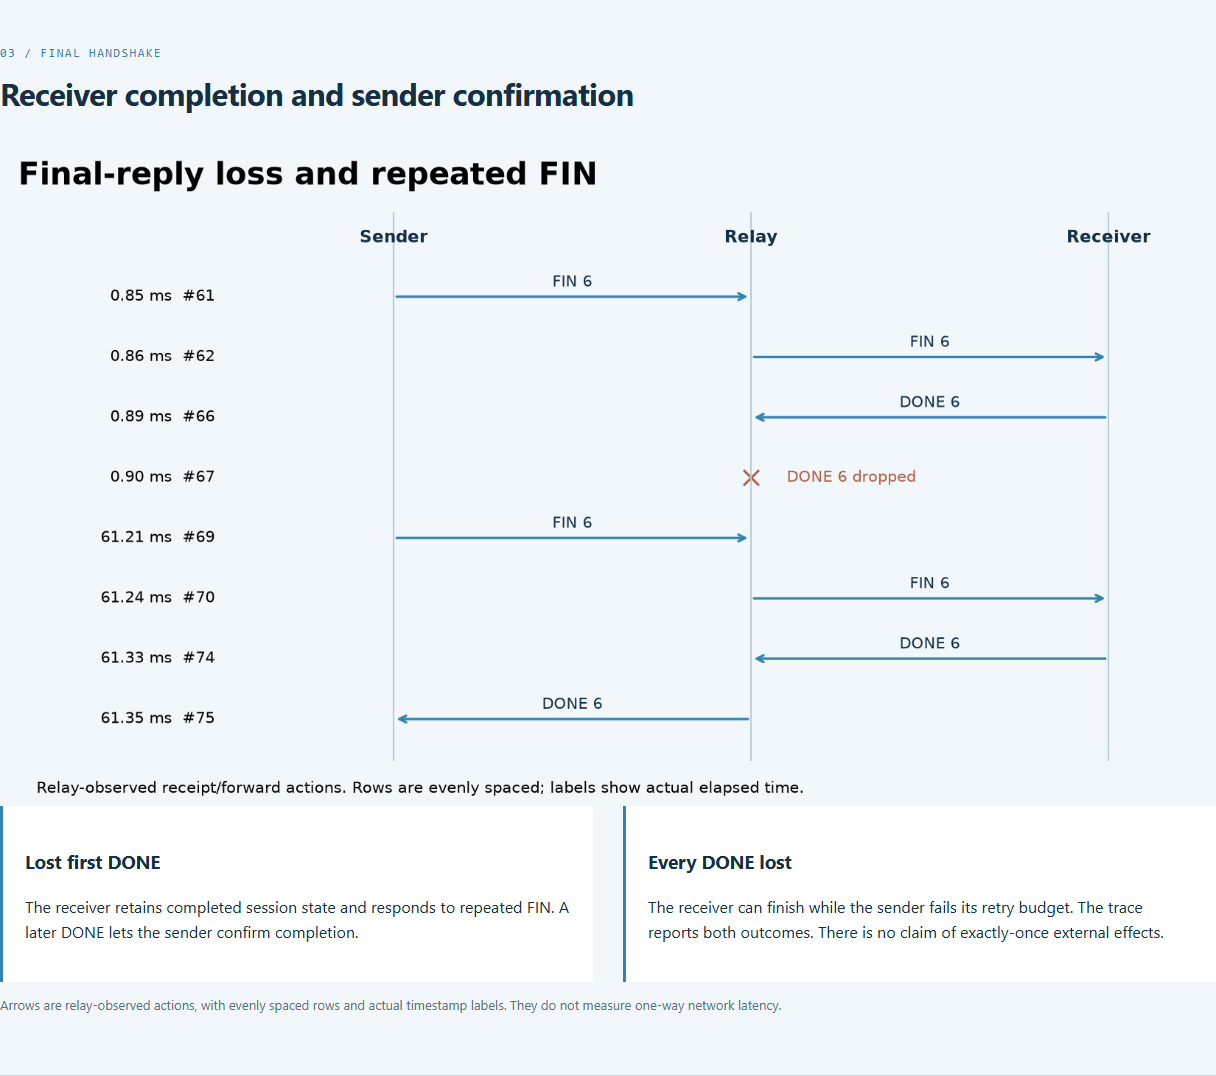 03 / FINAL HANDSHAKE
Receiver completion and sender confirmation
Final-reply loss and repeated FIN
Sender Relay Receiver
FIN 6
0.85 ms #61
FIN 6
0.86 ms #62
DONE 6
0.89 ms #66
0.90 ms #67 DONE 6 dropped
FIN 6
61.21 ms #69
FIN 6
61.24 ms #70
DONE 6
61.33 ms #74
DONE 6
61.35 ms #75
Relay-observed receipt/forward actions. Rows are evenly spaced; labels show actual elapsed time.
Lost first DONE
The receiver retains completed session state and responds to repeated FIN. A
later DONE lets the sender confirm completion.
Every DONE lost
The receiver can finish while the sender fails its retry budget. The trace
reports both outcomes. There is no claim of exactly-once external effects.
Arrows are relay-observed actions, with evenly spaced rows and actual timestamp labels. They do not measure one-way network latency.